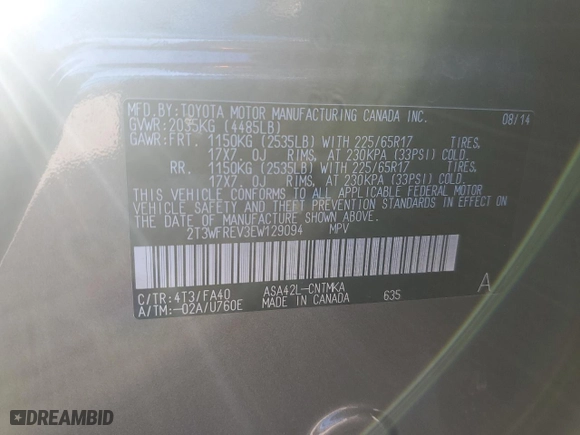 MFD.BY:TOYOTA MOTOR MANUFACTURING CANADA INC. 08/14
GVWR:2035KG (4485LB)
GAWR:FRT. 1150KG (2535LB) WITH 225/65R17 TIRES,
17X7.0J RIMS, AT 230KPA (33PSI) COLD.
RR. 1150KG (2535LB) WITH 225/65R17 TIRES,
17X7.0J RIMS, AT 230KPA (33PSI) COLD.
THIS VEHICLE CONFORMS TO ALL APPLICABLE FEDERAL MOTOR
VEHICLE SAFETY AND THEFT PREVENTION STANDARDS IN EFFECT ON
THE DATE OF MANUFACTURE SHOWN ABOVE.
2T3WFREV3EW129094 MPV
C/TR:4T3/FA40 ASA42L-CNTMKA A
A/TM:-02A/U760E MADE IN CANADA 635
DREAMBID